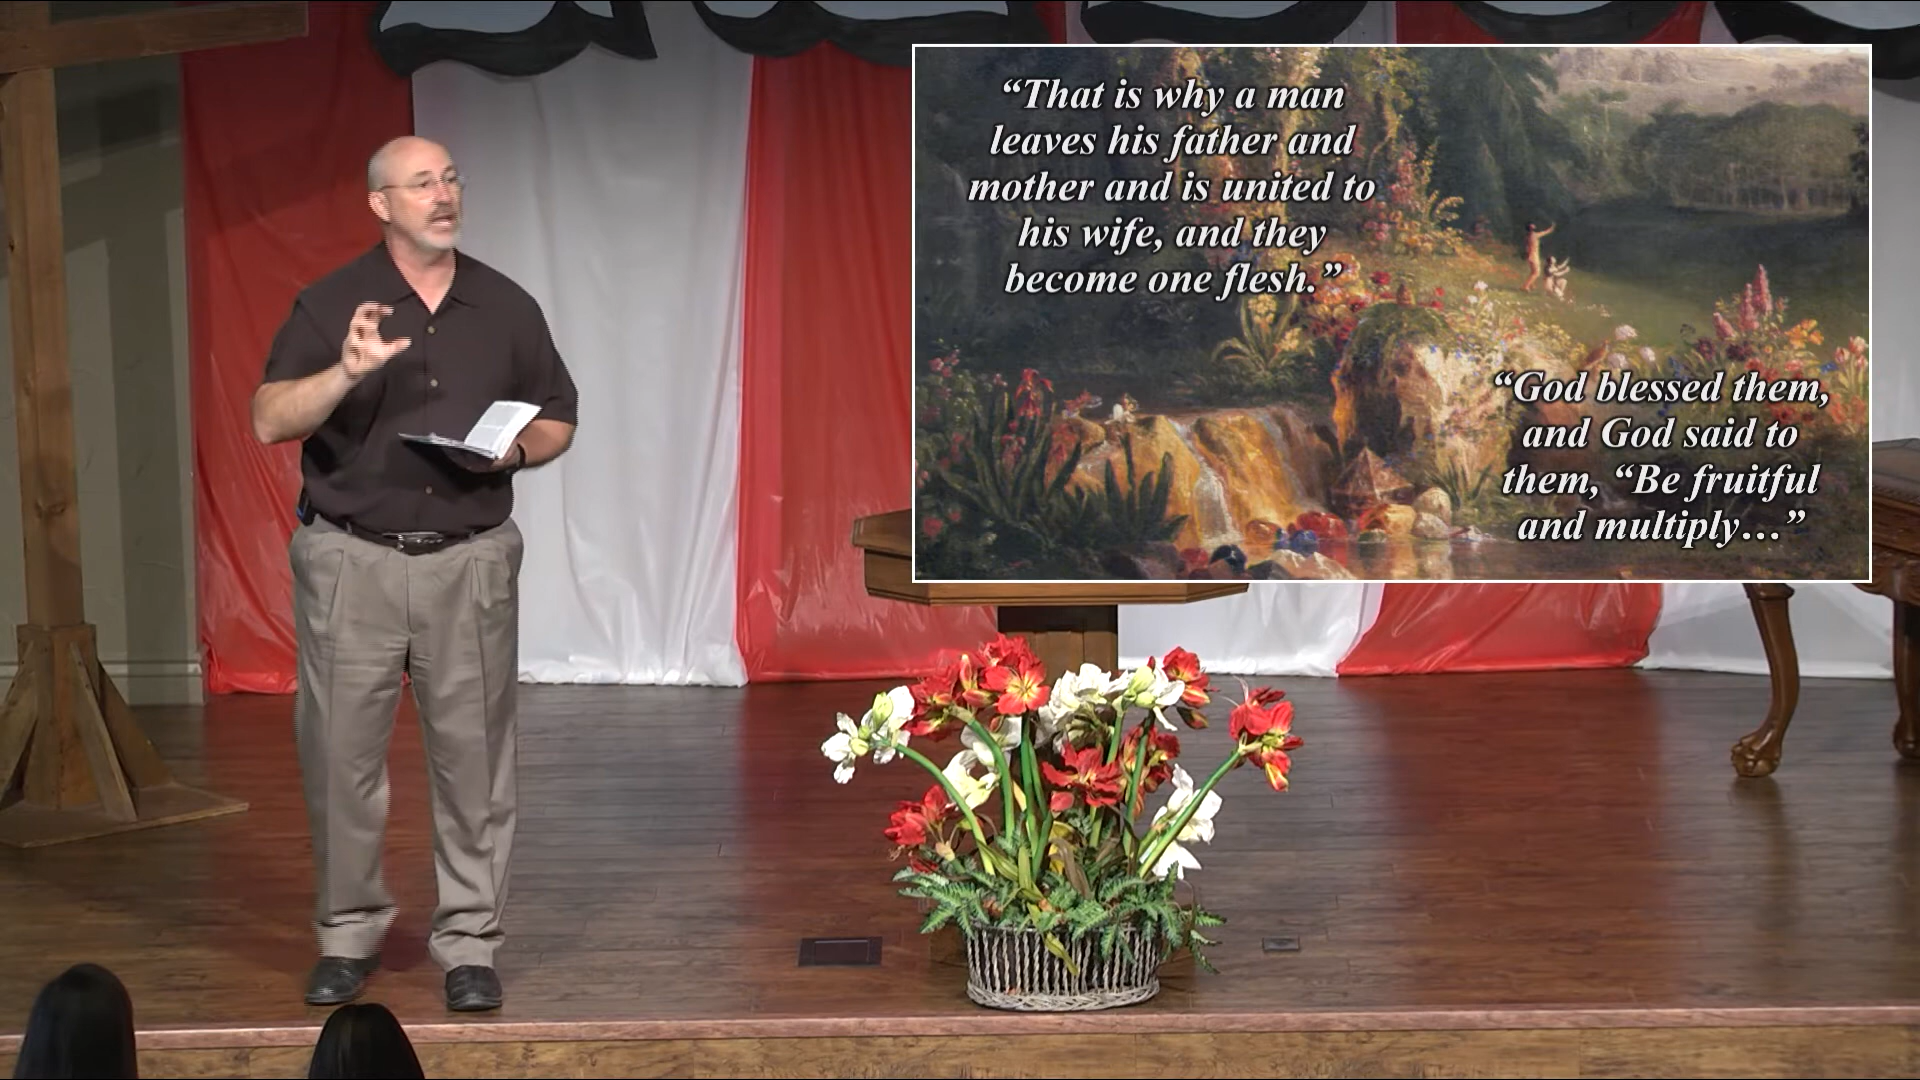 “That is why a man
leaves his father and
mother and is united to
his wife, and they
become one flesh.”
“God blessed them,
and God said to
them, “Be fruitful
and multiply…”